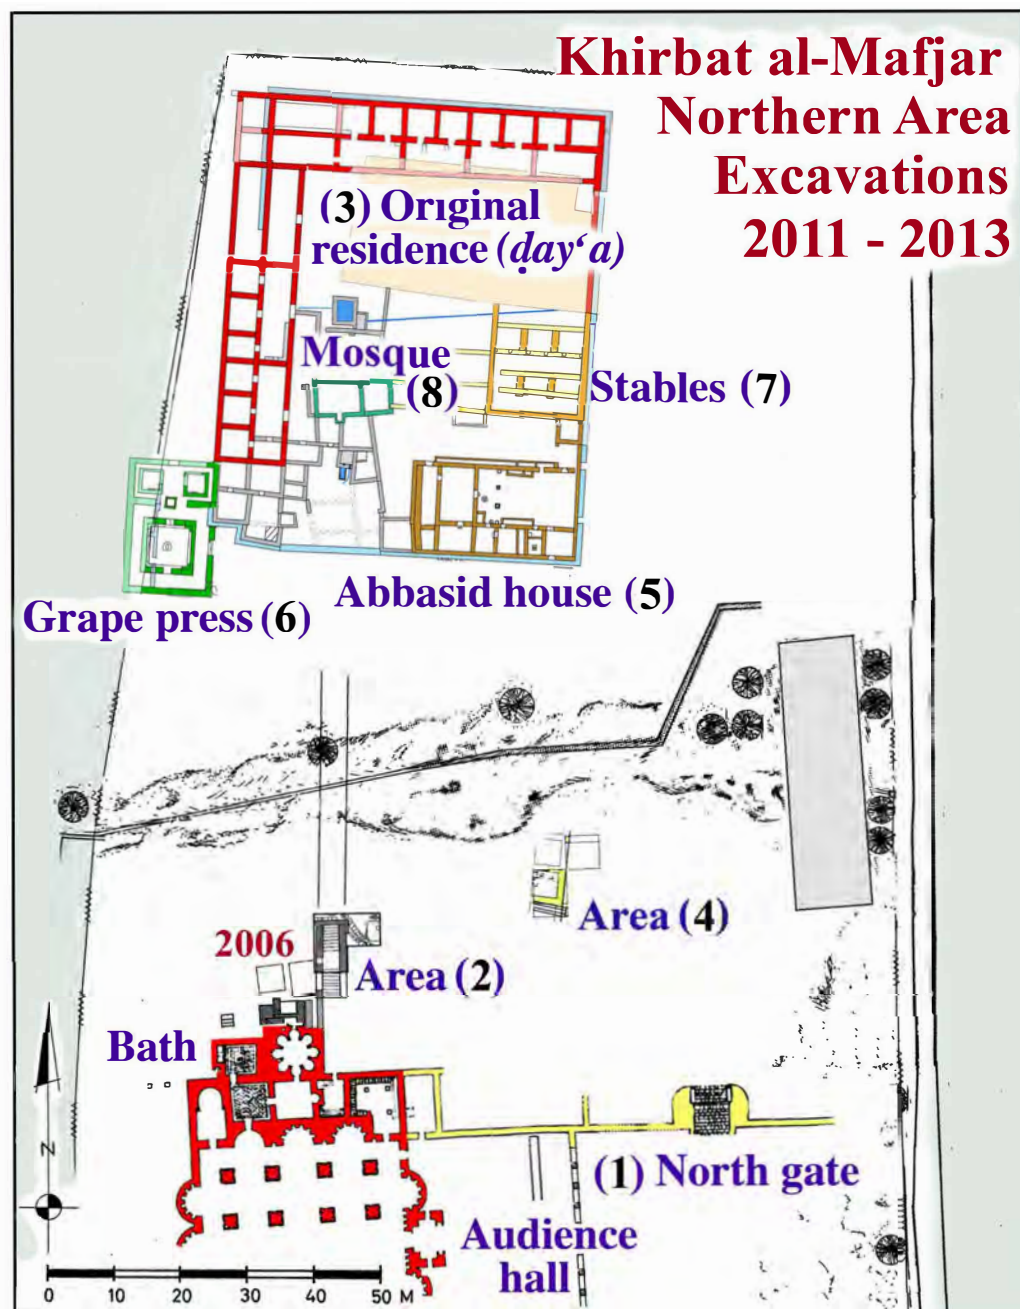 Khirbat al-Mafjar
Northern Area
Excavations
2011 - 2013
(3) Original
residence (ḍay‘a)
Mosque
(8)
Stables (7)
Abbasid house (5)
Grape press (6)
Area (4)
2006
Area (2)
Bath
(1) North gate
Audience
hall
N
0 10 20 30 40 50 M